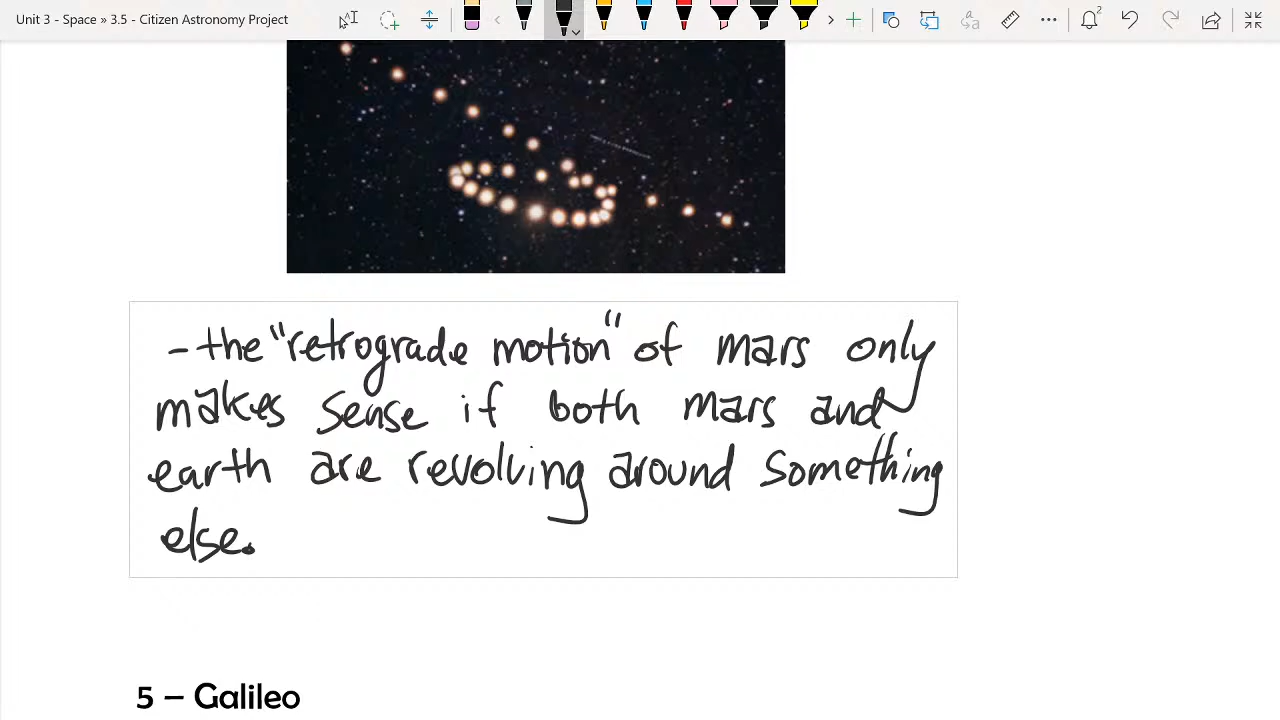 Unit 3 - Space » 3.5 - Citizen Astronomy Project
- the "retrograde motion" of mars only
makes sense if both mars and
earth are revolving around something
else.
5 – Galileo